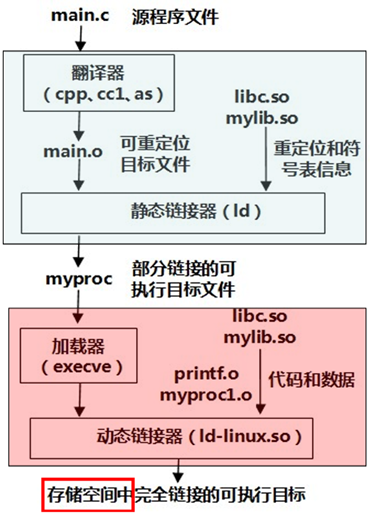 main.c 源程序文件
翻译器
（cpp、cc1、as）
libc.so
mylib.so
main.o
可重定位
目标文件
重定位和符
号表信息
静态链接器（ld）
myproc
部分链接的可
执行目标文件
libc.so
mylib.so
加载器
（execve）
printf.o
myproc1.o
代码和数据
动态链接器（ld-linux.so）
存储空间中完全链接的可执行目标